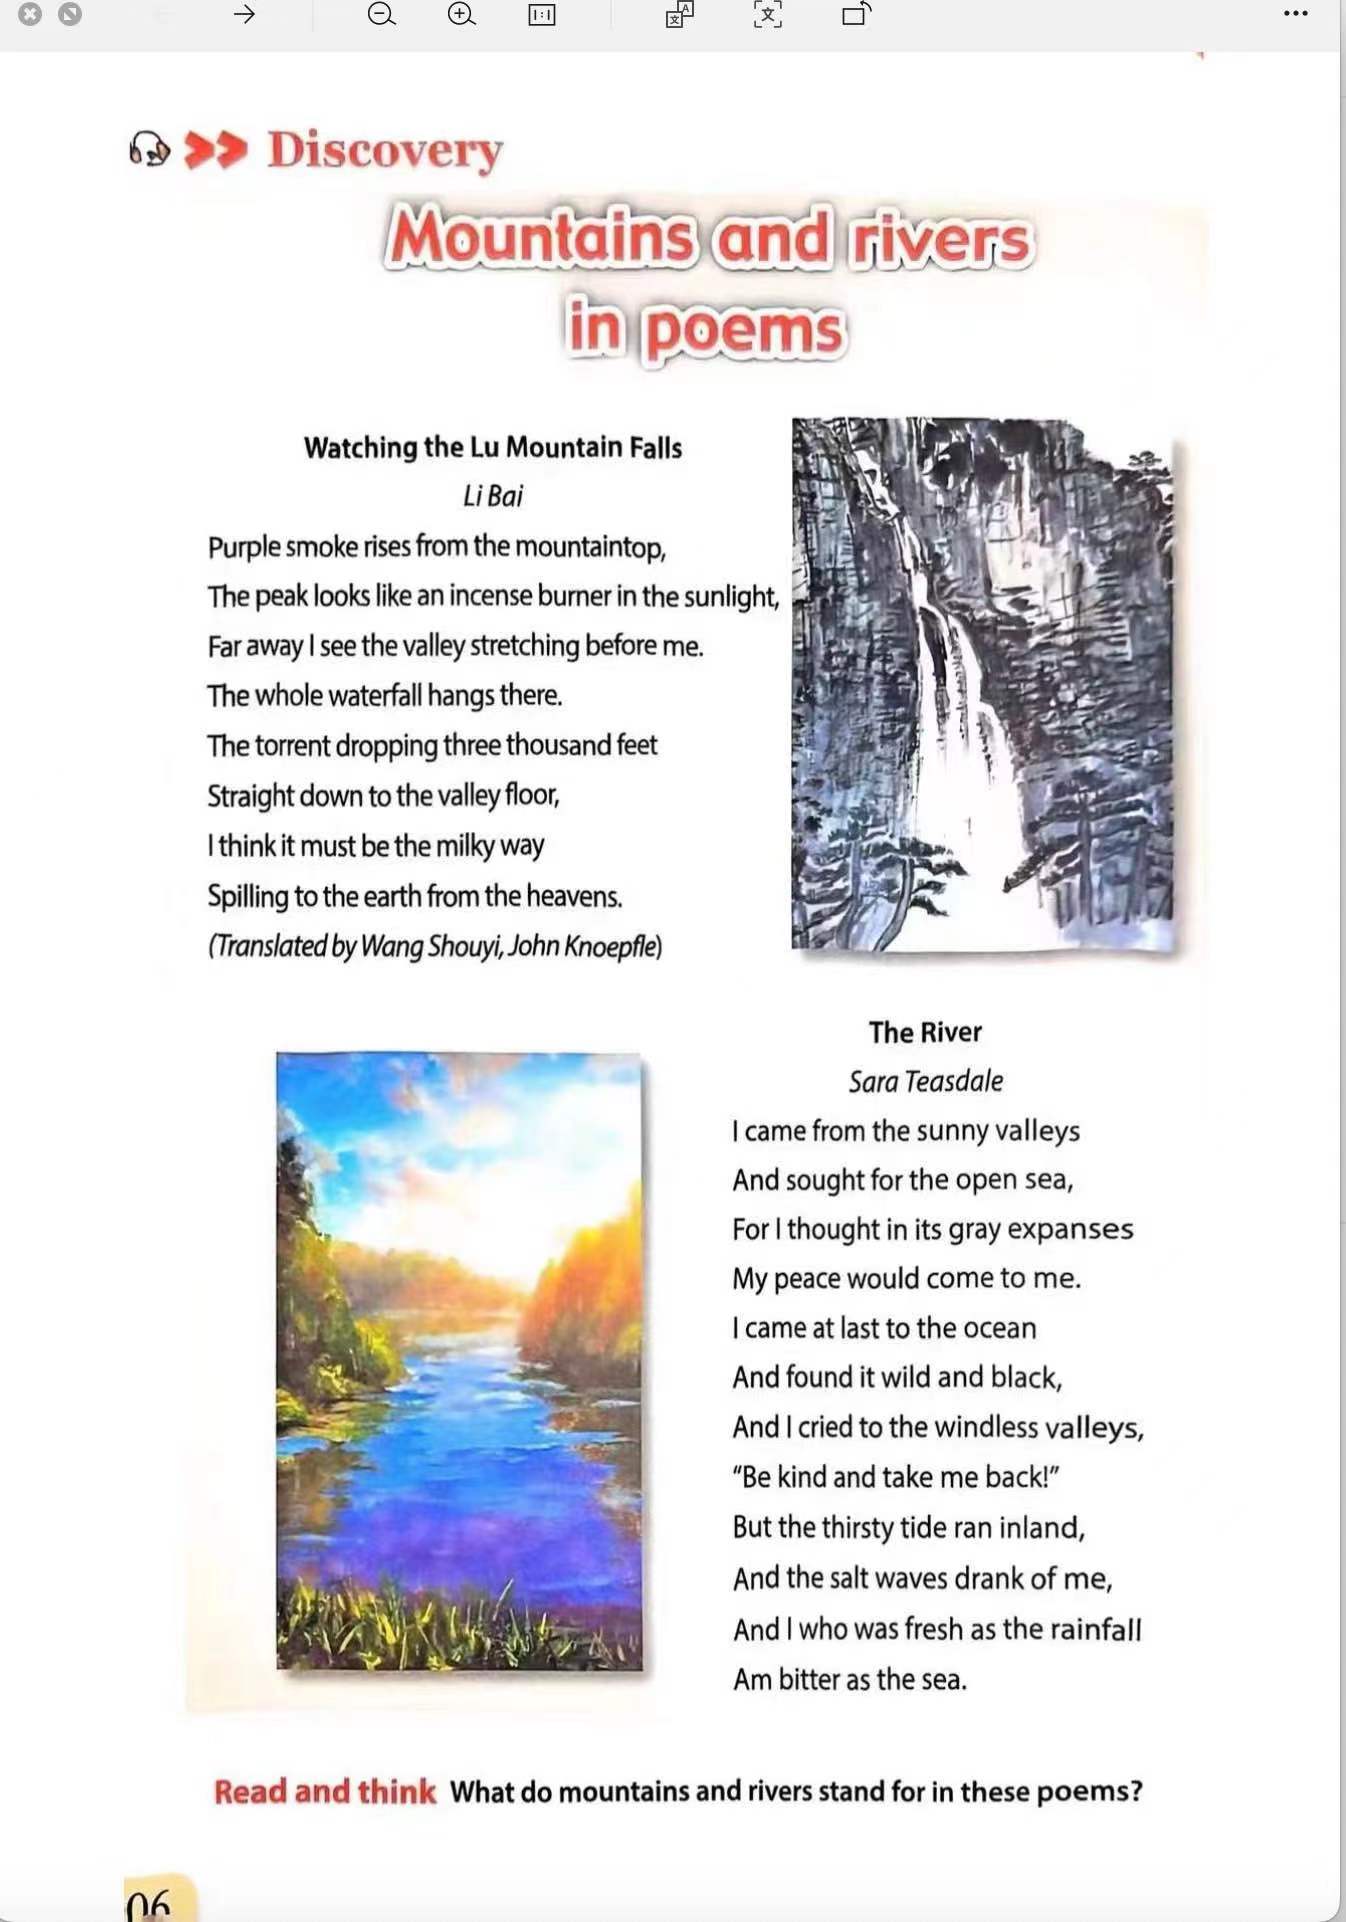 Discovery
Mountains and rivers
in poems
Watching the Lu Mountain Falls
Li Bai
Purple smoke rises from the mountaintop,
The peak looks like an incense burner in the sunlight,
Far away I see the valley stretching before me.
The whole waterfall hangs there.
The torrent dropping three thousand feet
Straight down to the valley floor,
I think it must be the milky way
Spilling to the earth from the heavens.
(Translated by Wang Shouyi, John Knoepfle)
The River
Sara Teasdale
I came from the sunny valleys
And sought for the open sea,
For I thought in its gray expanses
My peace would come to me.
I came at last to the ocean
And found it wild and black,
And I cried to the windless valleys,
“Be kind and take me back!”
But the thirsty tide ran inland,
And the salt waves drank of me,
And I who was fresh as the rainfall
Am bitter as the sea.
Read and think What do mountains and rivers stand for in these poems?
06